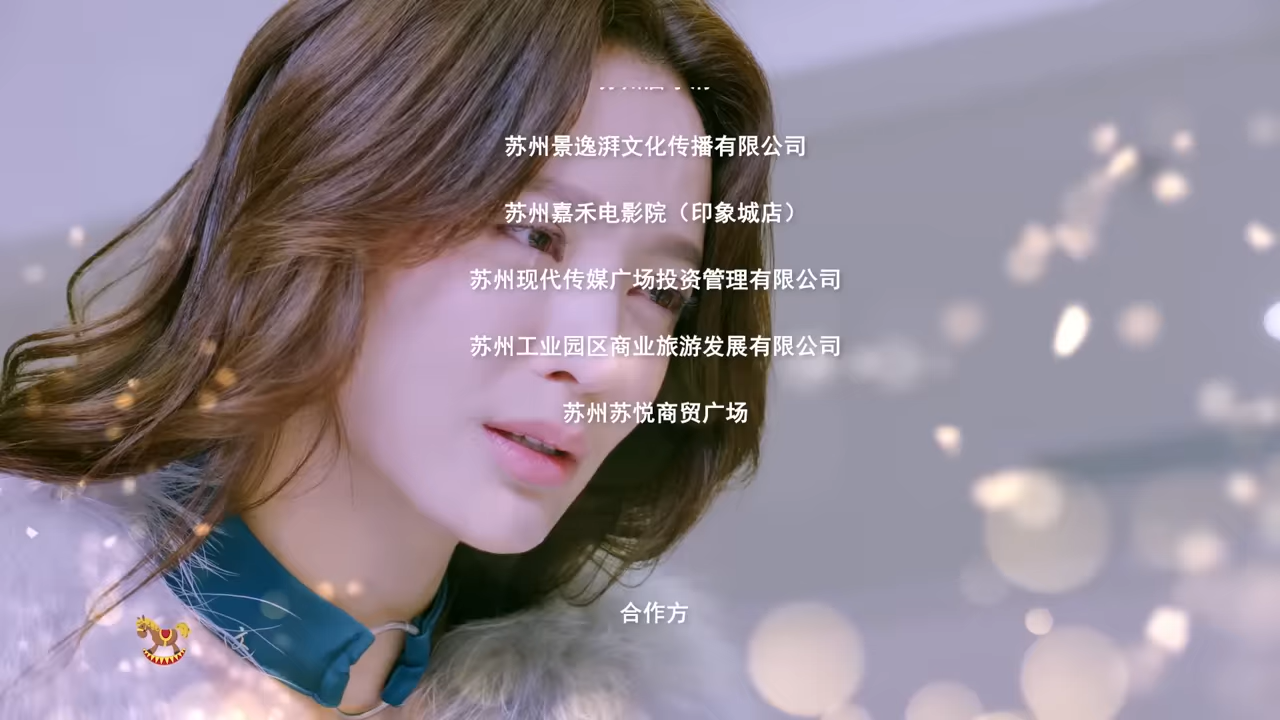 苏州景逸湃文化传播有限公司
苏州嘉禾电影院（印象城店）
苏州现代传媒广场投资管理有限公司
苏州工业园区商业旅游发展有限公司
苏州苏悦商贸广场
合作方